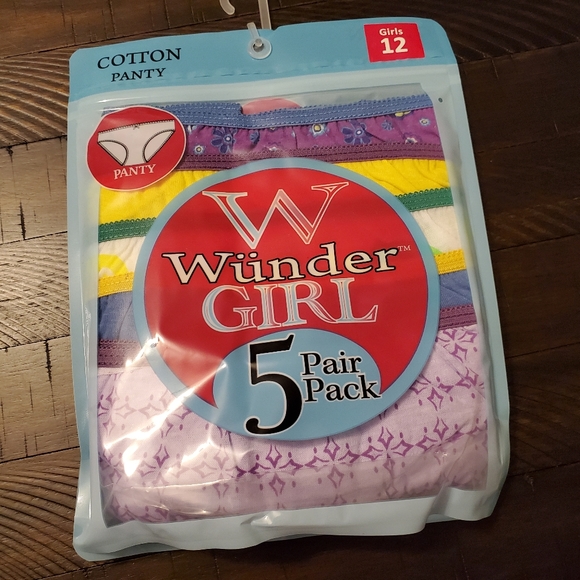 COTTON
PANTY
Girls
12
PANTY
W
Wünder™
GIRL
5 Pair
Pack